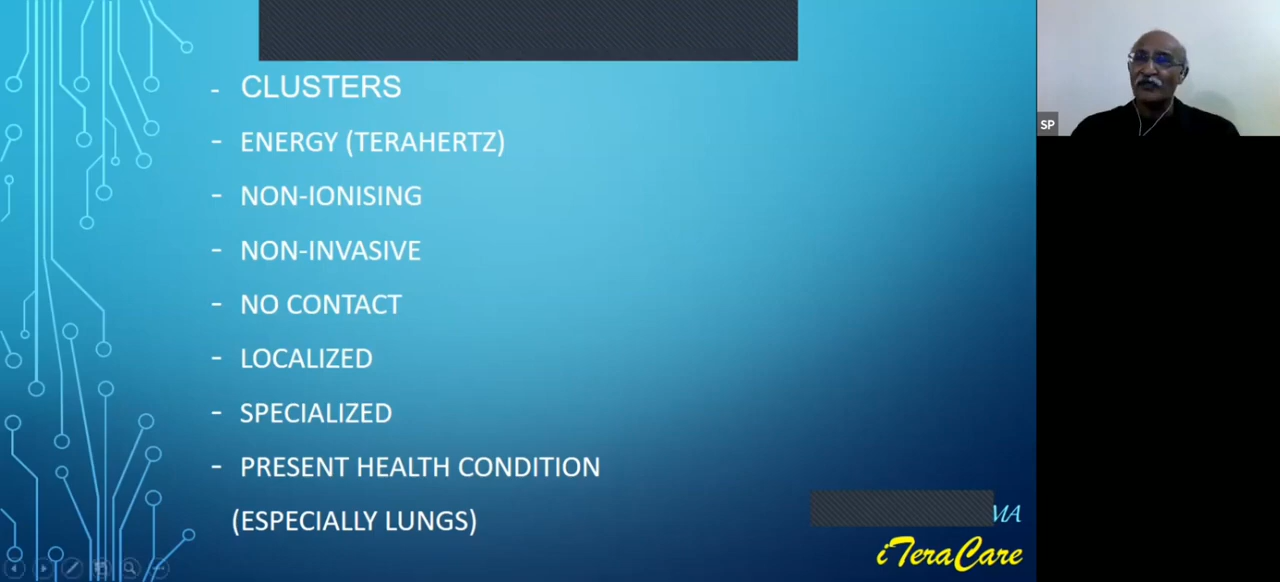 - CLUSTERS
- ENERGY (TERAHERTZ)
- NON-IONISING
- NON-INVASIVE
- NO CONTACT
- LOCALIZED
- SPECIALIZED
- PRESENT HEALTH CONDITION
(ESPECIALLY LUNGS)
MA
iTeraCare
SP